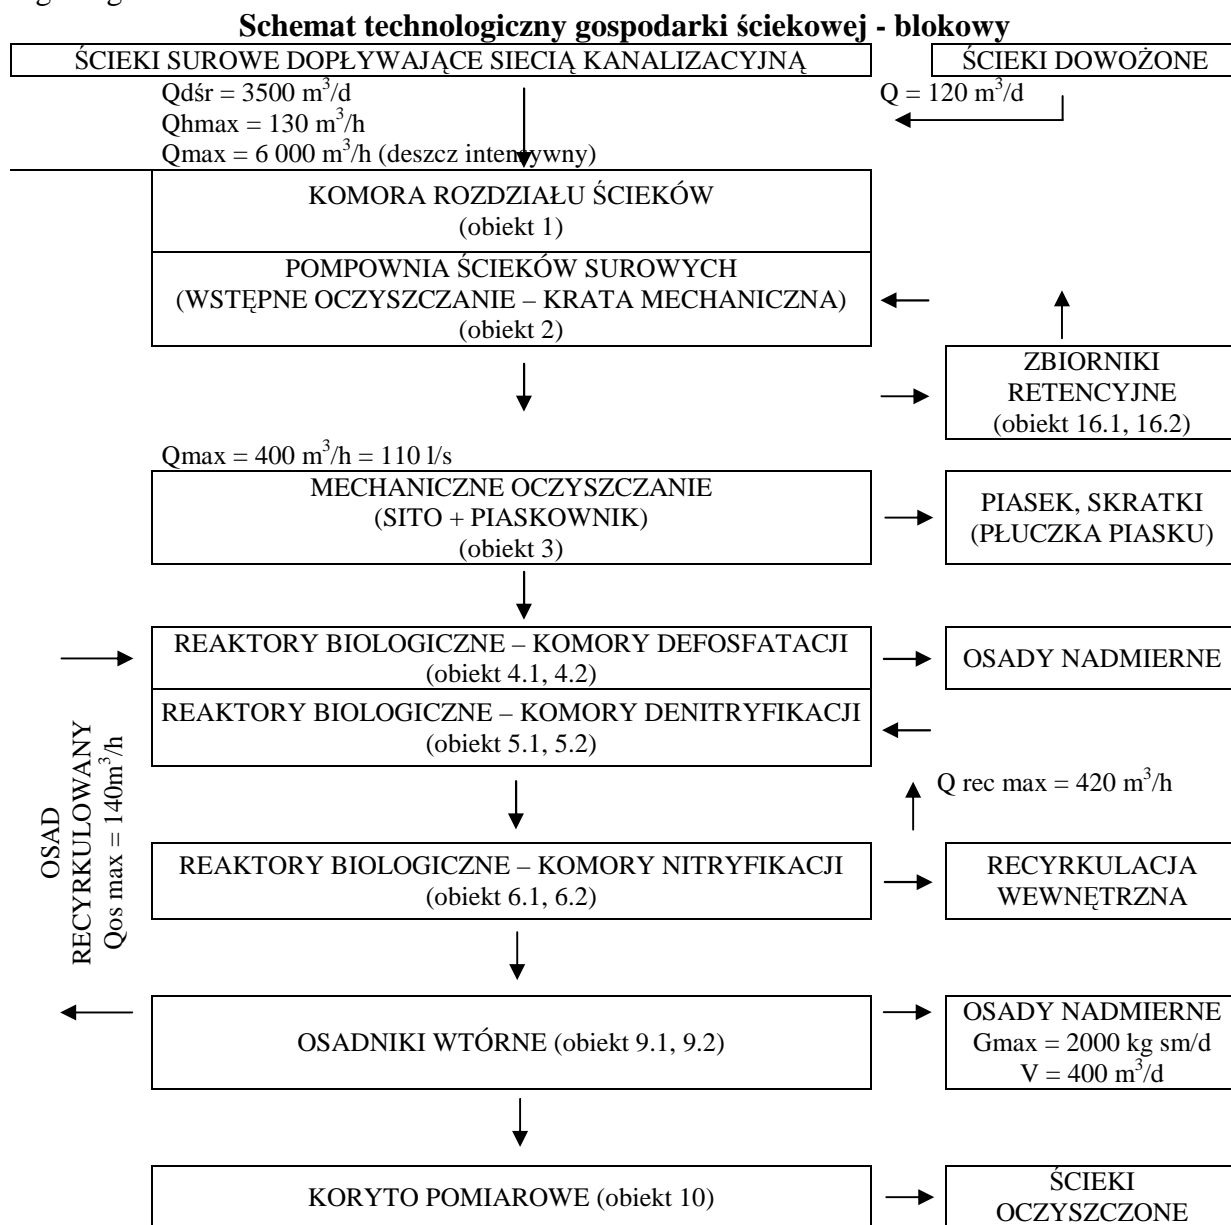 Schemat technologiczny gospodarki ściekowej - blokowy
ŚCIEKI SUROWE DOPŁYWAJĄCE SIECIĄ KANALIZACYJNĄ
ŚCIEKI DOWOŻONE
Qdśr = 3500 m³/d
Q = 120 m³/d
Qhmax = 130 m³/h
Qmax = 6 000 m³/h (deszcz intensywny)
KOMORA ROZDZIAŁU ŚCIEKÓW
(obiekt 1)
POMPOWNIA ŚCIEKÓW SUROWYCH
(WSTĘPNE OCZYSZCZANIE – KRATA MECHANICZNA)
(obiekt 2)
ZBIORNIKI
RETENCYJNE
(obiekt 16.1, 16.2)
Qmax = 400 m³/h = 110 l/s
MECHANICZNE OCZYSZCZANIE
(SITO + PIASKOWNIK)
(obiekt 3)
PIASEK, SKRATKI
(PŁUCZKA PIASKU)
REAKTORY BIOLOGICZNE – KOMORY DEFOSFATACJI
(obiekt 4.1, 4.2)
OSADY NADMIERNE
REAKTORY BIOLOGICZNE – KOMORY DENITRYFIKACJI
(obiekt 5.1, 5.2)
OSAD
RECYRKULOWANY
Qos max = 140m³/h
Q rec max = 420 m³/h
REAKTORY BIOLOGICZNE – KOMORY NITRYFIKACJI
(obiekt 6.1, 6.2)
RECYRKULACJA
WEWNĘTRZNA
OSADNIKI WTÓRNE (obiekt 9.1, 9.2)
OSADY NADMIERNE
Gmax = 2000 kg sm/d
V = 400 m³/d
KORYTO POMIAROWE (obiekt 10)
ŚCIEKI
OCZYSZCZONE